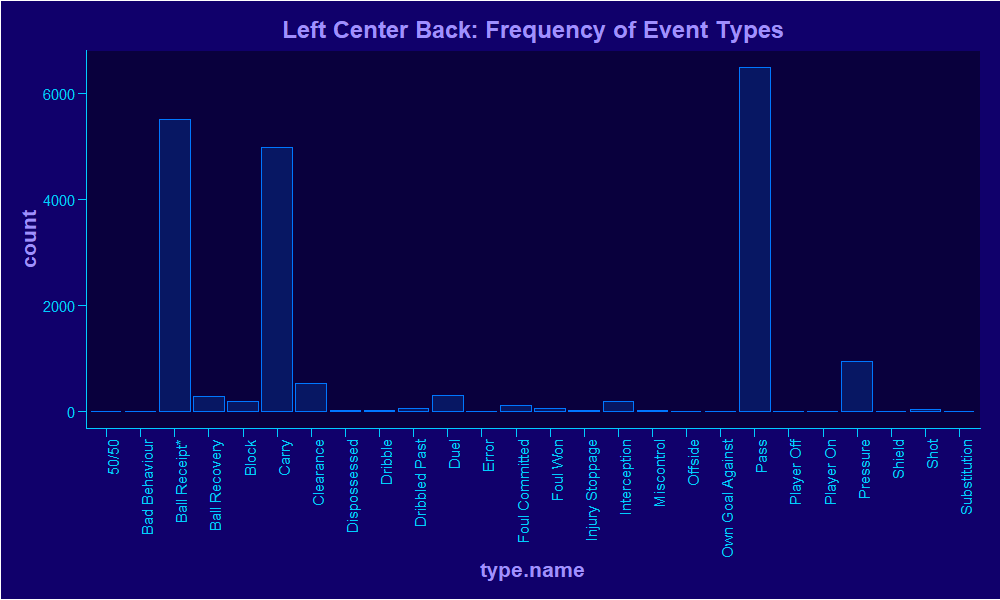 Left Center Back: Frequency of Event Types
count
6000
4000
2000
0
50/50
Bad Behaviour
Ball Receipt*
Ball Recovery
Block
Carry
Clearance
Dispossessed
Dribble
Dribbled Past
Duel
Error
Foul Committed
Foul Won
Injury Stoppage
Interception
Miscontrol
Offside
Own Goal Against
Pass
Player Off
Player On
Pressure
Shield
Shot
Substitution
type.name